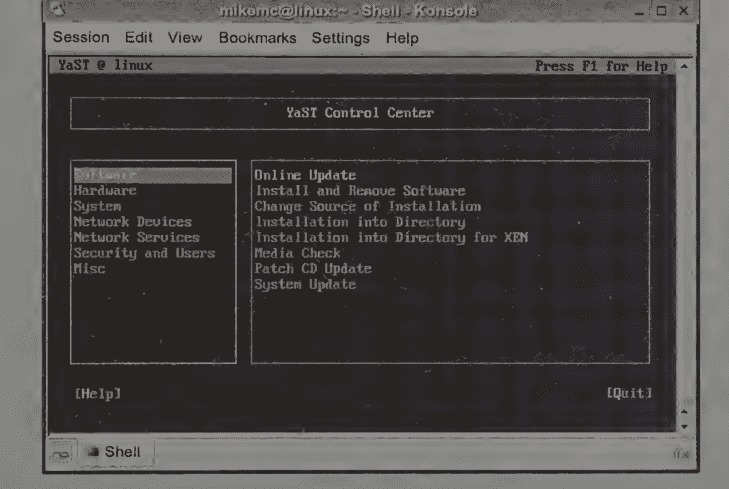 mikemc@linux:~ - Shell - Konsole
Session Edit View Bookmarks Settings Help
YaST @ linux Press F1 for Help
YaST Control Center
Software
Hardware
System
Network Devices
Network Services
Security and Users
Misc
Online Update
Install and Remove Software
Change Source of Installation
Installation into Directory
Installation into Directory for XEN
Media Check
Patch CD Update
System Update
[Help] [Quit]
Shell